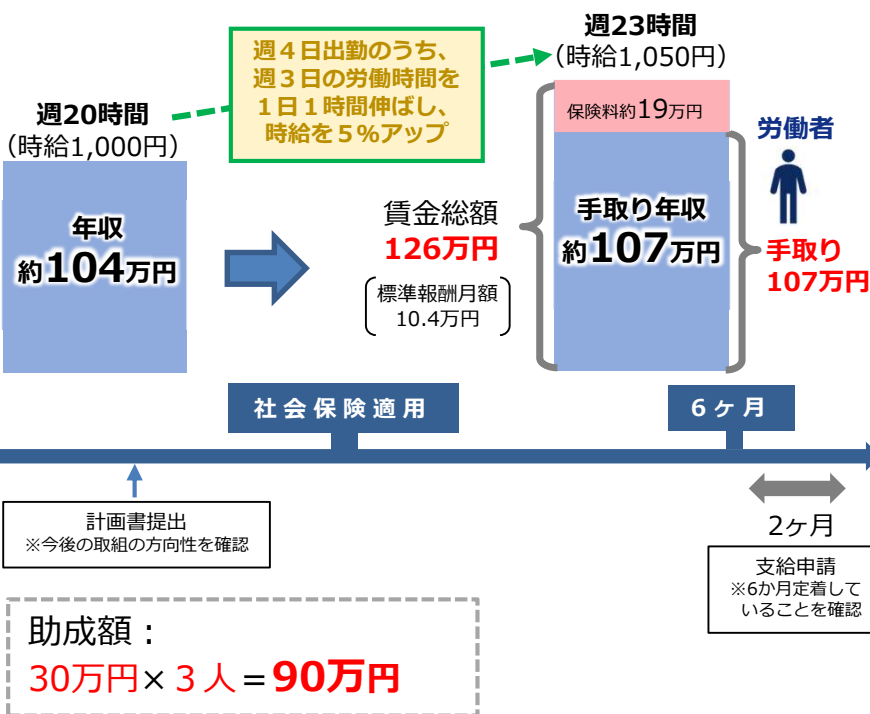 週20時間
（時給1,000円）
週４日出勤のうち、
週３日の労働時間を
１日１時間伸ばし、
時給を５％アップ
週23時間
（時給1,050円）
年収
約104万円
賃金総額
126万円
標準報酬月額
10.4万円
保険料約19万円
手取り年収
約107万円
労働者
手取り
107万円
社会保険適用
６ヶ月
計画書提出
※今後の取組の方向性を確認
2ヶ月
支給申請
※6か月定着して
いることを確認
助成額：
30万円×３人＝90万円